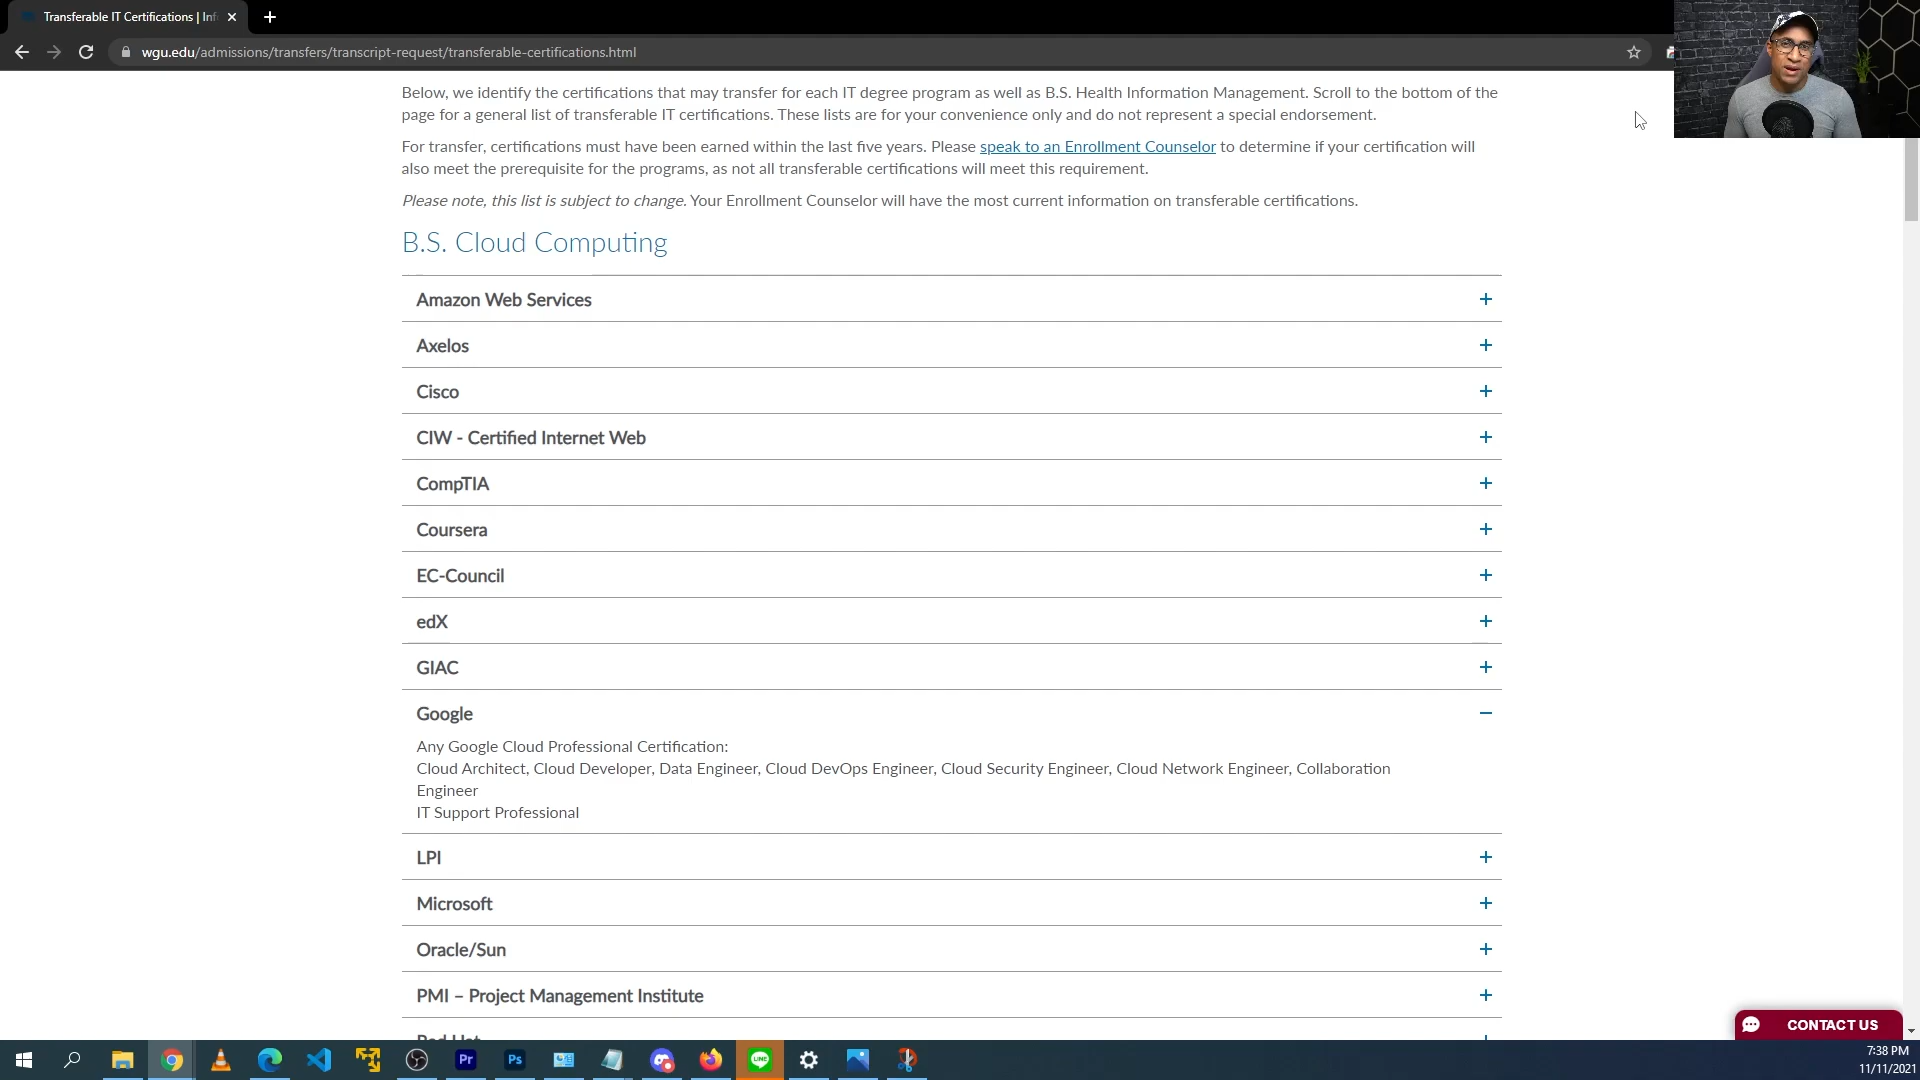 Transferable IT Certifications | Inf
wgu.edu/admissions/transfers/transcript-request/transferable-certifications.html
Below, we identify the certifications that may transfer for each IT degree program as well as B.S. Health Information Management. Scroll to the bottom of the
page for a general list of transferable IT certifications. These lists are for your convenience only and do not represent a special endorsement.
For transfer, certifications must have been earned within the last five years. Please speak to an Enrollment Counselor to determine if your certification will
also meet the prerequisite for the programs, as not all transferable certifications will meet this requirement.
Please note, this list is subject to change. Your Enrollment Counselor will have the most current information on transferable certifications.
B.S. Cloud Computing
Amazon Web Services
Axelos
Cisco
CIW - Certified Internet Web
CompTIA
Coursera
EC-Council
edX
GIAC
Google
Any Google Cloud Professional Certification:
Cloud Architect, Cloud Developer, Data Engineer, Cloud DevOps Engineer, Cloud Security Engineer, Cloud Network Engineer, Collaboration
Engineer
IT Support Professional
LPI
Microsoft
Oracle/Sun
PMI – Project Management Institute
Red Hat
CONTACT US
Pr
Ps
LINE
7:38 PM
11/11/2021